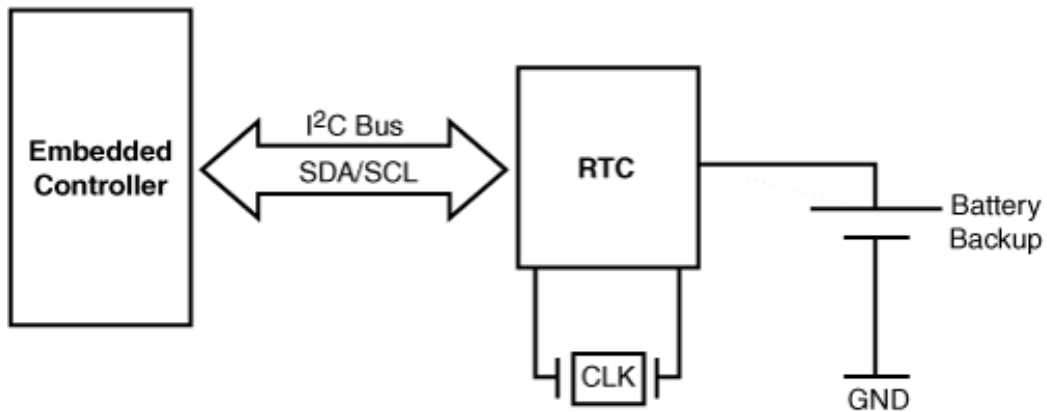 Embedded
Controller
I²C Bus
SDA/SCL
RTC
Battery
Backup
CLK
GND